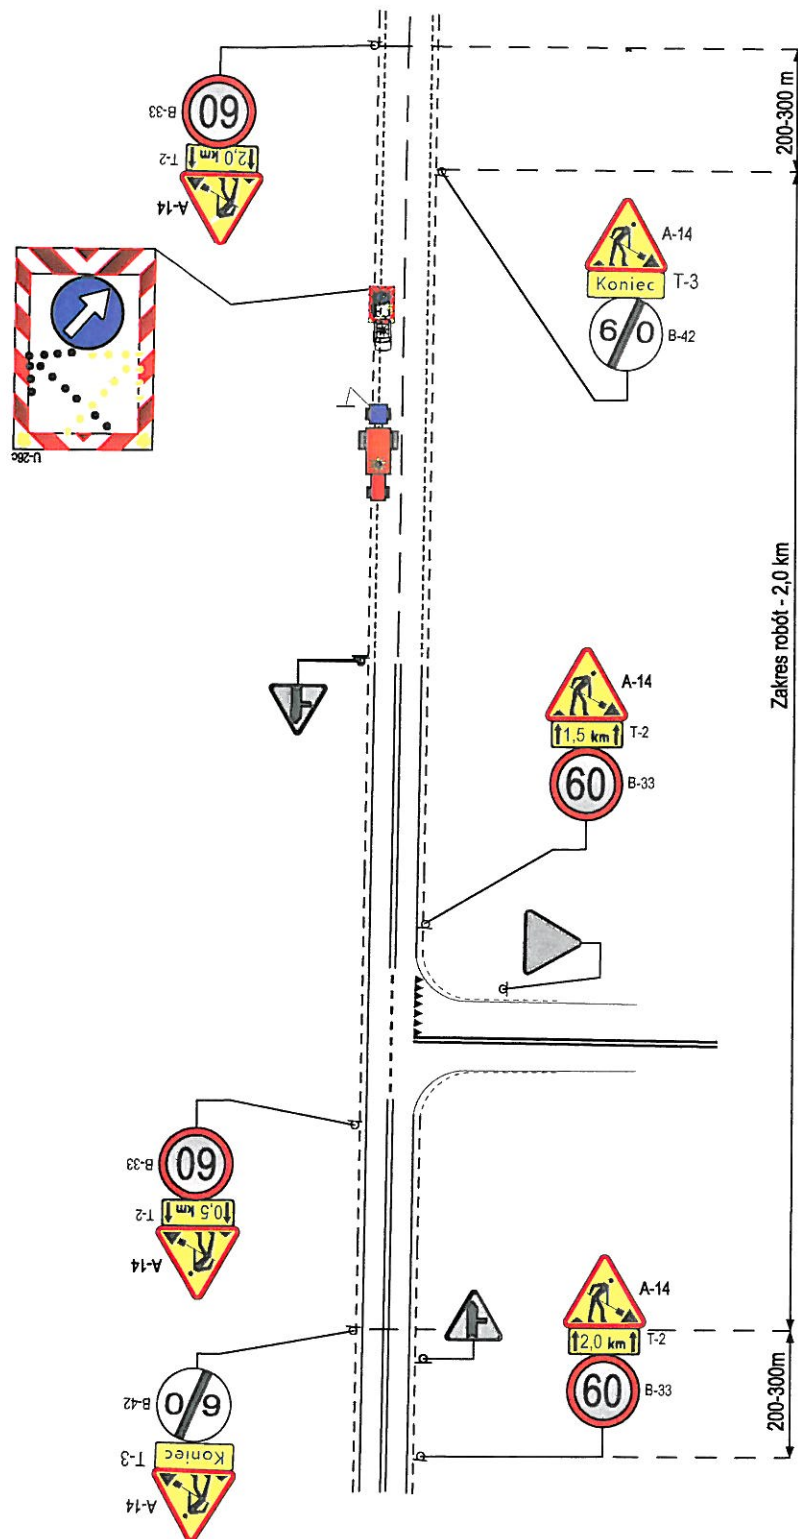 B-33
60
T-2
2,0 km
A-14
200-300 m
A-14
Koniec
T-3
60
B-42
U-26c
Zakres robót - 2,0 km
A-14
1,5 km
T-2
60
B-33
B-33
60
T-2
0,5 km
A-14
A-14
2,0 km
T-2
60
B-33
200-300m
B-42
60
T-3
Koniec
A-14